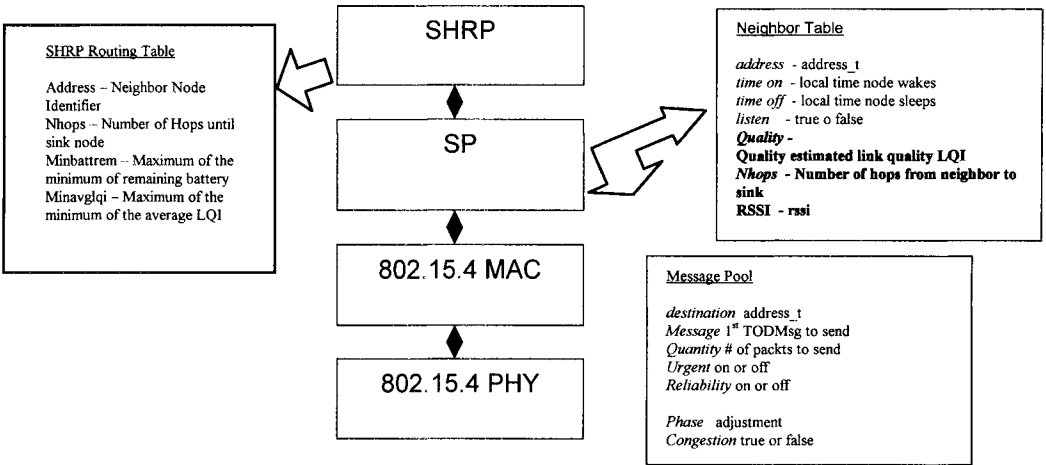 SHRP Routing Table
Address – Neighbor Node
Identifier
Nhops – Number of Hops until
sink node
Minbattrem – Maximum of the
minimum of remaining battery
Minavglqi – Maximum of the
minimum of the average LQI
SHRP
SP
802.15.4 MAC
802.15.4 PHY
Neighbor Table
address - address_t
time on - local time node wakes
time off - local time node sleeps
listen - true o false
Quality -
Quality estimated link quality LQI
Nhops - Number of hops from neighbor to
sink
RSSI - rssi
Message Pool
destination address_t
Message 1st TODMsg to send
Quantity # of packts to send
Urgent on or off
Reliability on or off
Phase adjustment
Congestion true or false